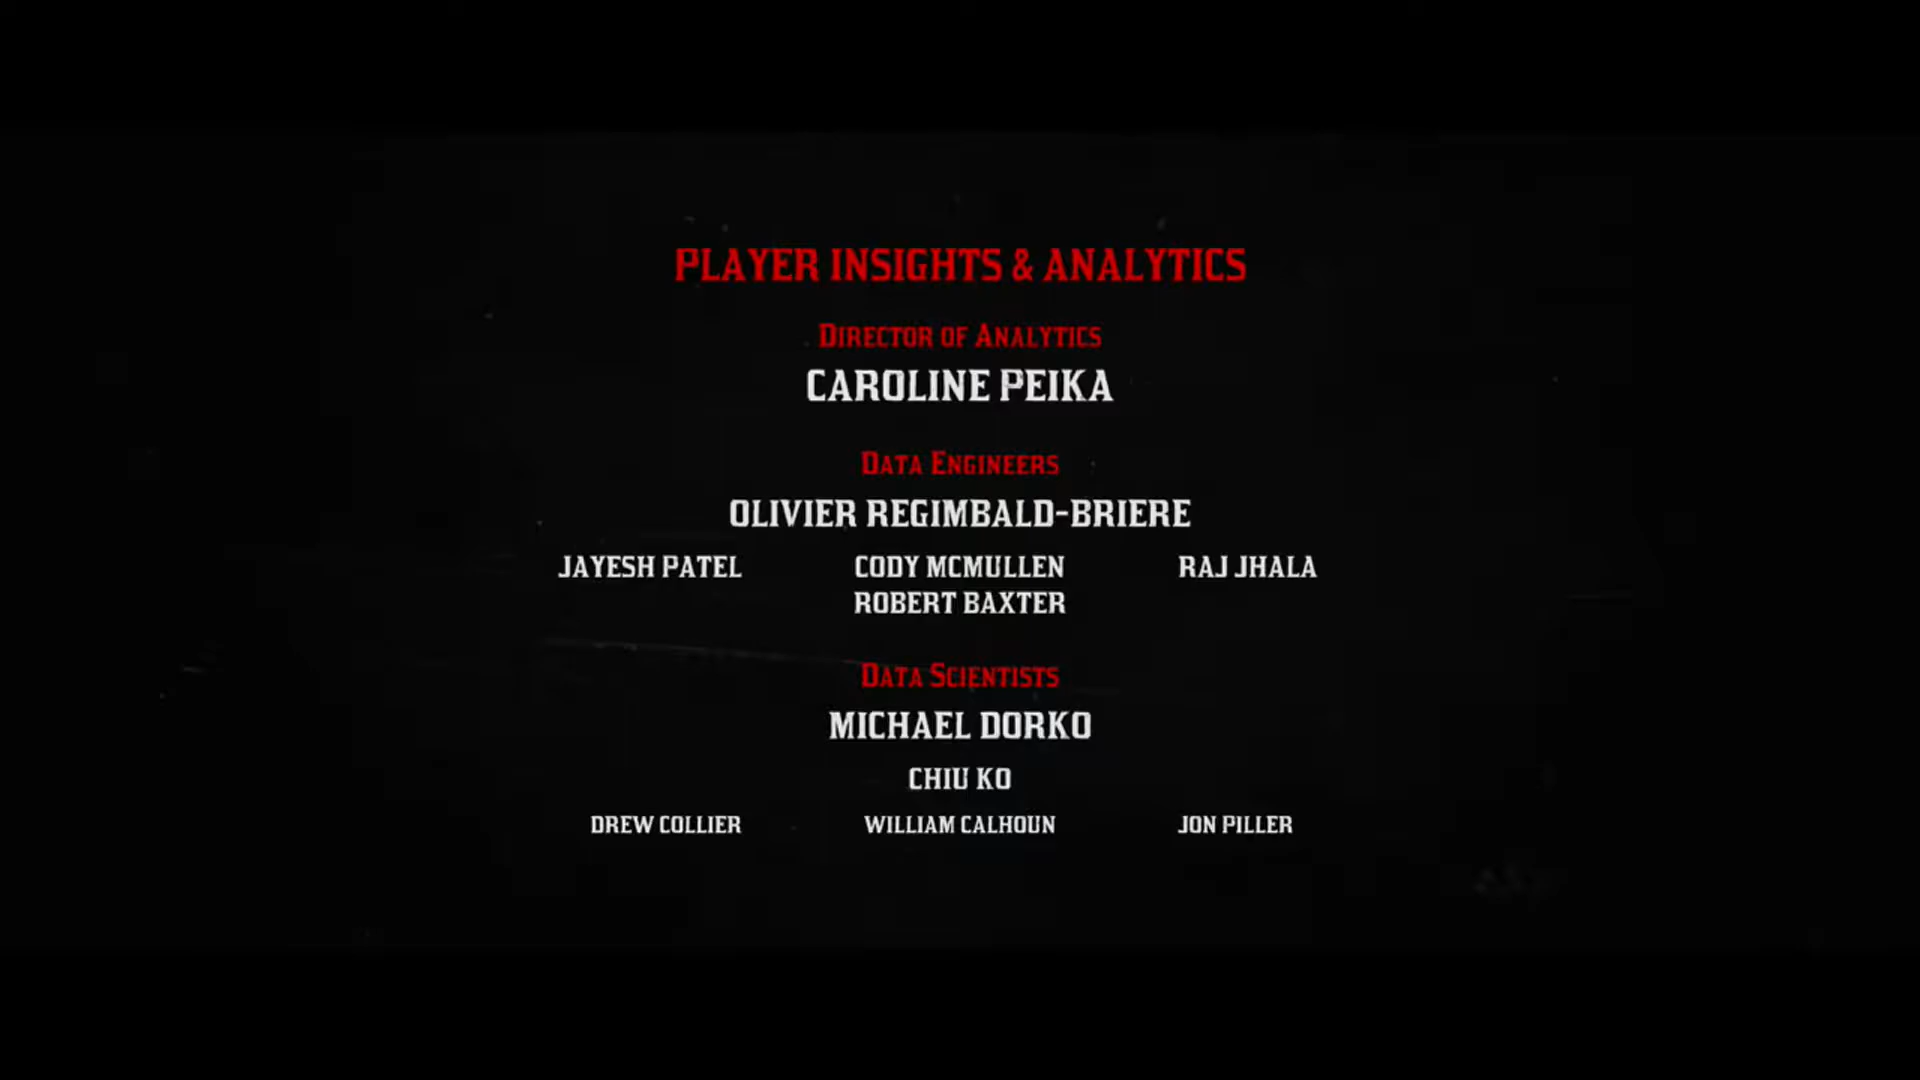 PLAYER INSIGHTS & ANALYTICS
DIRECTOR OF ANALYTICS
CAROLINE PEIKA
DATA ENGINEERS
OLIVIER REGIMBALD-BRIERE
JAYESH PATEL CODY MCMULLEN RAJ JHALA
ROBERT BAXTER
DATA SCIENTISTS
MICHAEL DORKO
CHIU KO
DREW COLLIER WILLIAM CALHOUN JON PILLER